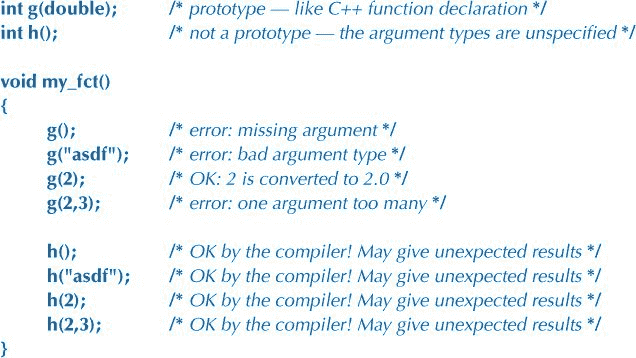 int g(double); /* prototype — like C++ function declaration */
int h(); /* not a prototype — the argument types are unspecified */
void my_fct()
{
g(); /* error: missing argument */
g("asdf"); /* error: bad argument type */
g(2); /* OK: 2 is converted to 2.0 */
g(2,3); /* error: one argument too many */
h(); /* OK by the compiler! May give unexpected results */
h("asdf"); /* OK by the compiler! May give unexpected results */
h(2); /* OK by the compiler! May give unexpected results */
h(2,3); /* OK by the compiler! May give unexpected results */
}